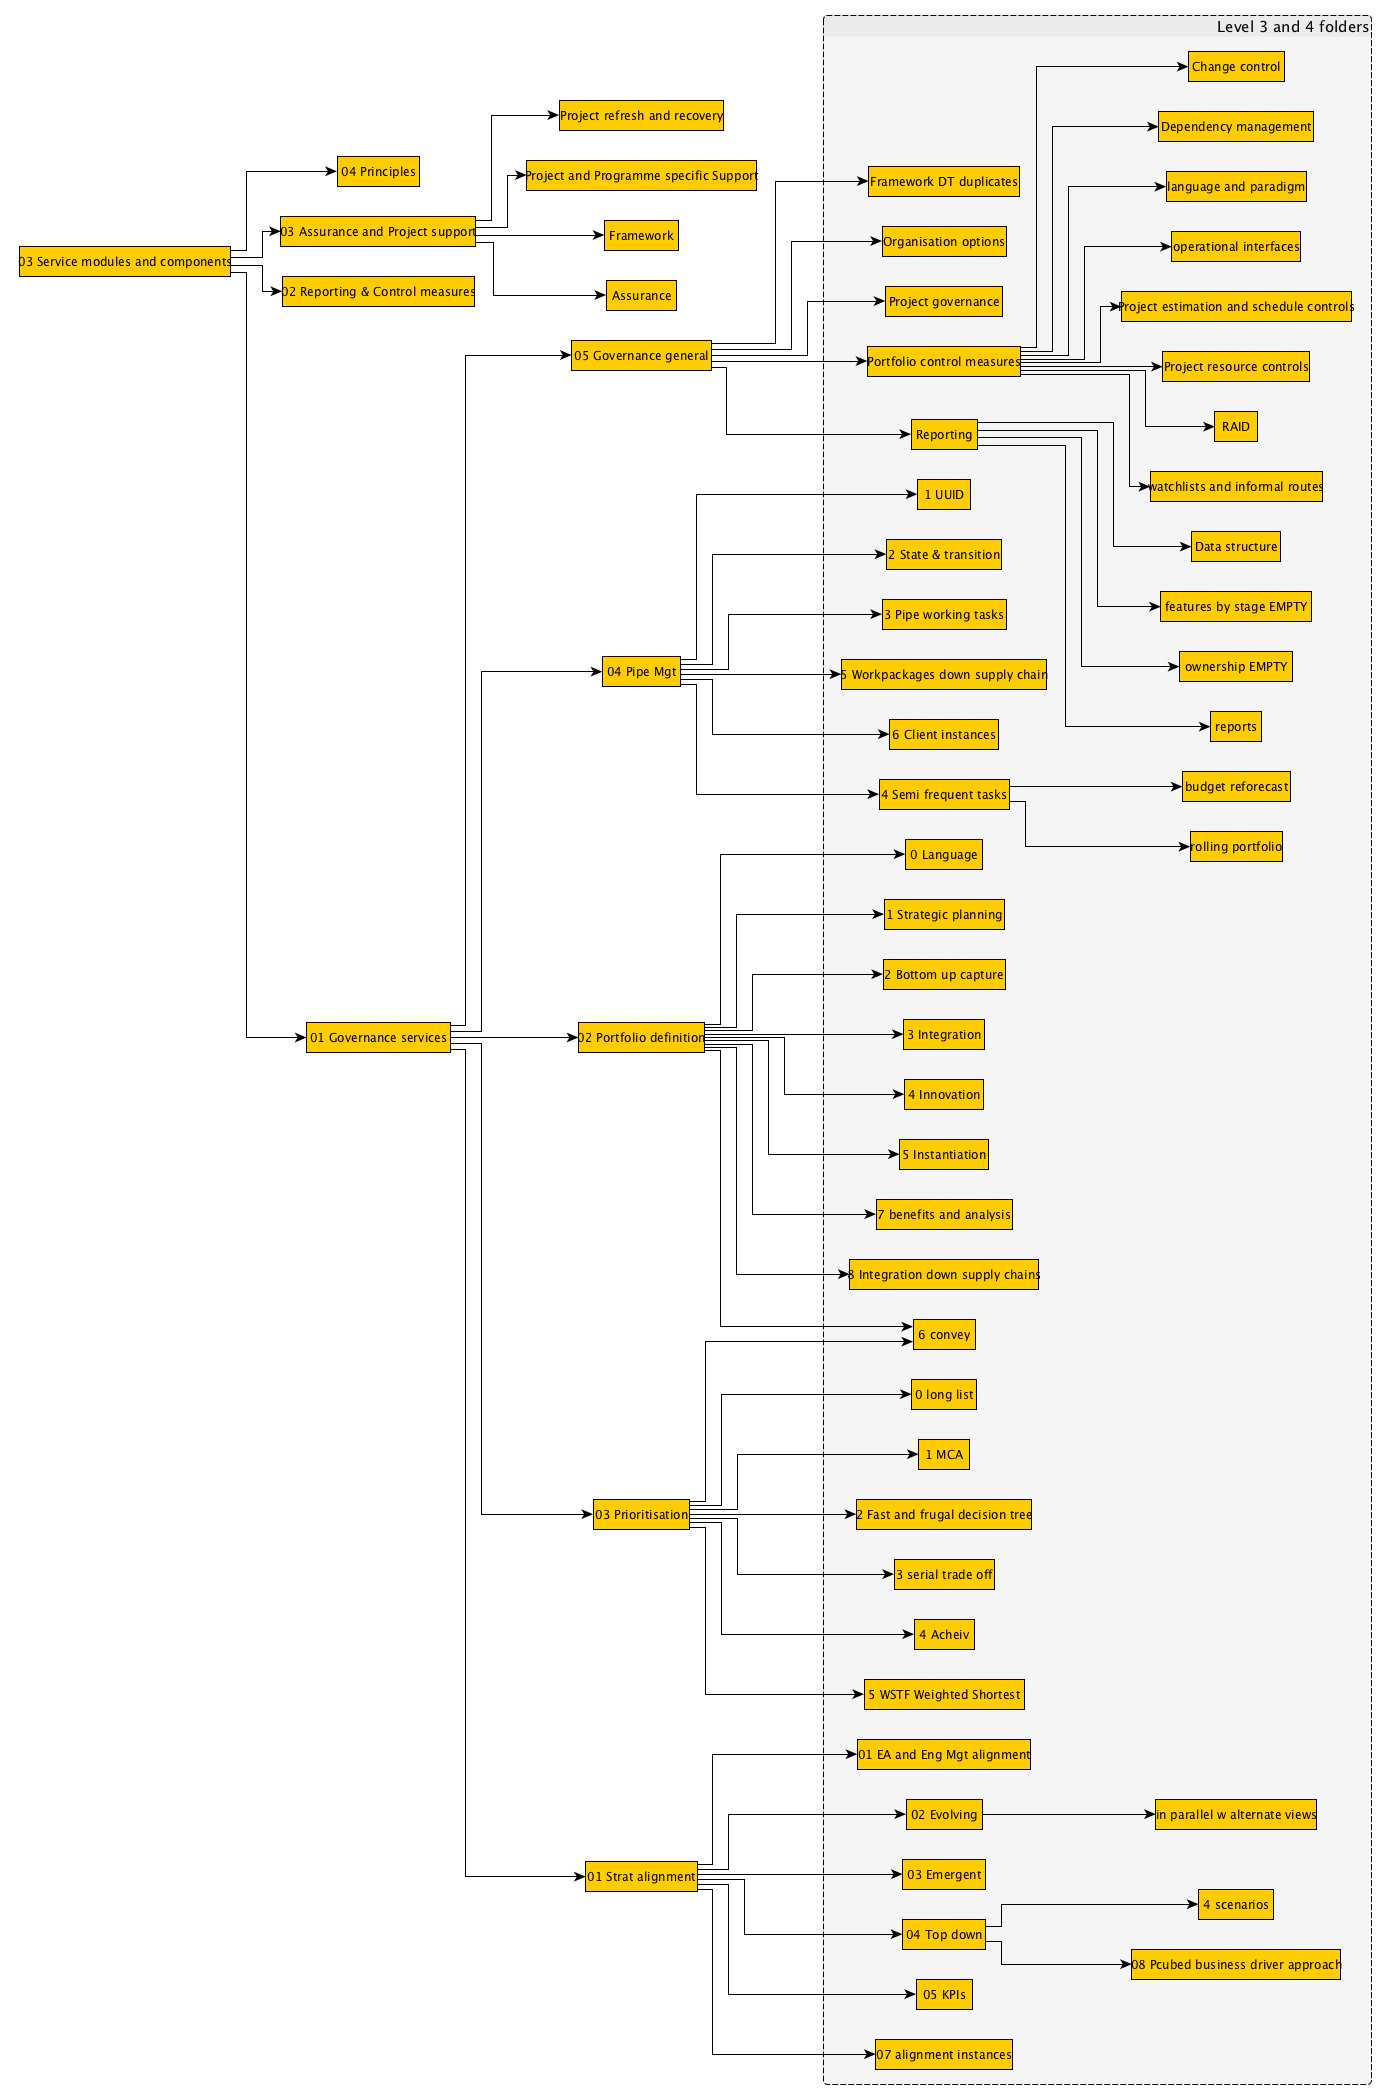 Level 3 and 4 folders
03 Service modules and components
04 Principles
03 Assurance and Project support
02 Reporting & Control measures
01 Governance services
Project refresh and recovery
Project and Programme specific Support
Framework
Assurance
05 Governance general
04 Pipe Mgt
02 Portfolio definition
03 Prioritisation
01 Strat alignment
Framework DT duplicates
Organisation options
Project governance
Portfolio control measures
Reporting
1 UUID
2 State & transition
3 Pipe working tasks
5 Workpackages down supply chain
6 Client instances
4 Semi frequent tasks
0 Language
1 Strategic planning
2 Bottom up capture
3 Integration
4 Innovation
5 Instantiation
7 benefits and analysis
8 Integration down supply chains
6 convey
0 long list
1 MCA
2 Fast and frugal decision tree
3 serial trade off
4 Acheiv
5 WSTF Weighted Shortest
01 EA and Eng Mgt alignment
02 Evolving
03 Emergent
04 Top down
05 KPIs
07 alignment instances
Change control
Dependency management
language and paradigm
operational interfaces
Project estimation and schedule controls
Project resource controls
RAID
watchlists and informal routes
Data structure
features by stage EMPTY
ownership EMPTY
reports
budget reforecast
rolling portfolio
in parallel w alternate views
4 scenarios
08 Pcubed business driver approach